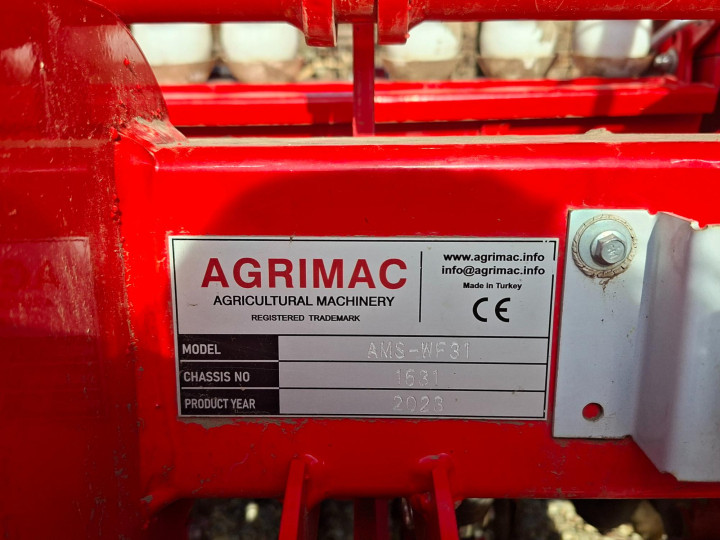 AGRIMAC
AGRICULTURAL MACHINERY
REGISTERED TRADEMARK
www.agrimac.info
info@agrimac.info
Made in Turkey
CE
MODEL AMS-WF31
CHASSIS NO 1631
PRODUCT YEAR 2023